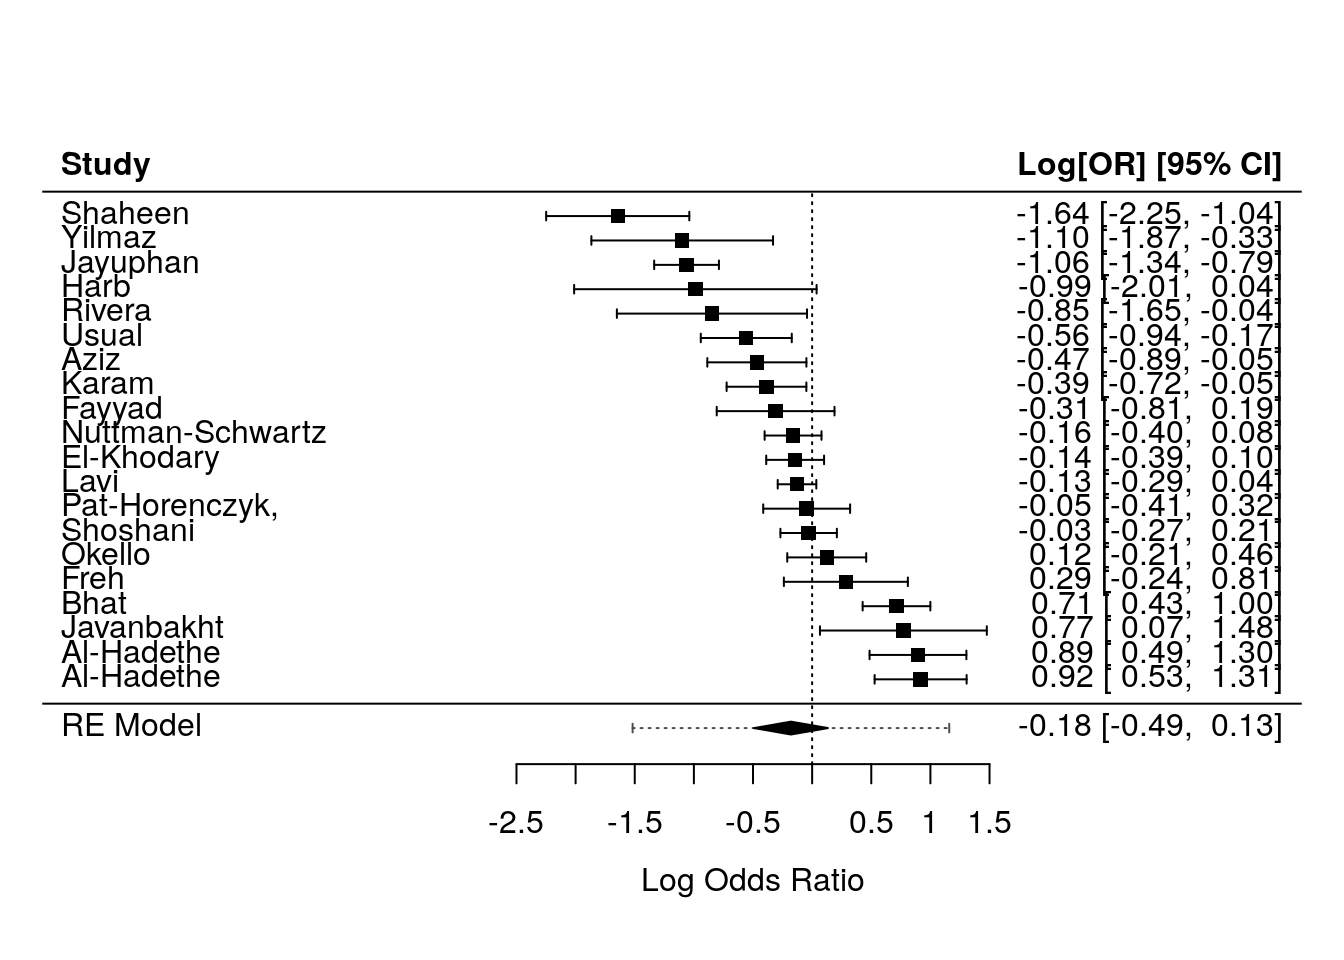 Study Log[OR] [95% CI]
Shaheen -1.64 [-2.25, -1.04]
Yilmaz -1.10 [-1.87, -0.33]
Jayuphan -1.06 [-1.34, -0.79]
Harb -0.99 [-2.01, 0.04]
Rivera -0.85 [-1.65, -0.04]
Usual -0.56 [-0.94, -0.17]
Aziz -0.47 [-0.89, -0.05]
Karam -0.39 [-0.72, -0.05]
Fayyad -0.31 [-0.81, 0.19]
Nuttman-Schwartz -0.16 [-0.40, 0.08]
El-Khodary -0.14 [-0.39, 0.10]
Lavi -0.13 [-0.29, 0.04]
Pat-Horenczyk, -0.05 [-0.41, 0.32]
Shoshani -0.03 [-0.27, 0.21]
Okello 0.12 [-0.21, 0.46]
Freh 0.29 [-0.24, 0.81]
Bhat 0.71 [ 0.43, 1.00]
Javanbakht 0.77 [ 0.07, 1.48]
Al-Hadethe 0.89 [ 0.49, 1.30]
Al-Hadethe 0.92 [ 0.53, 1.31]
RE Model -0.18 [-0.49, 0.13]
-2.5 -1.5 -0.5 0.5 1 1.5
Log Odds Ratio